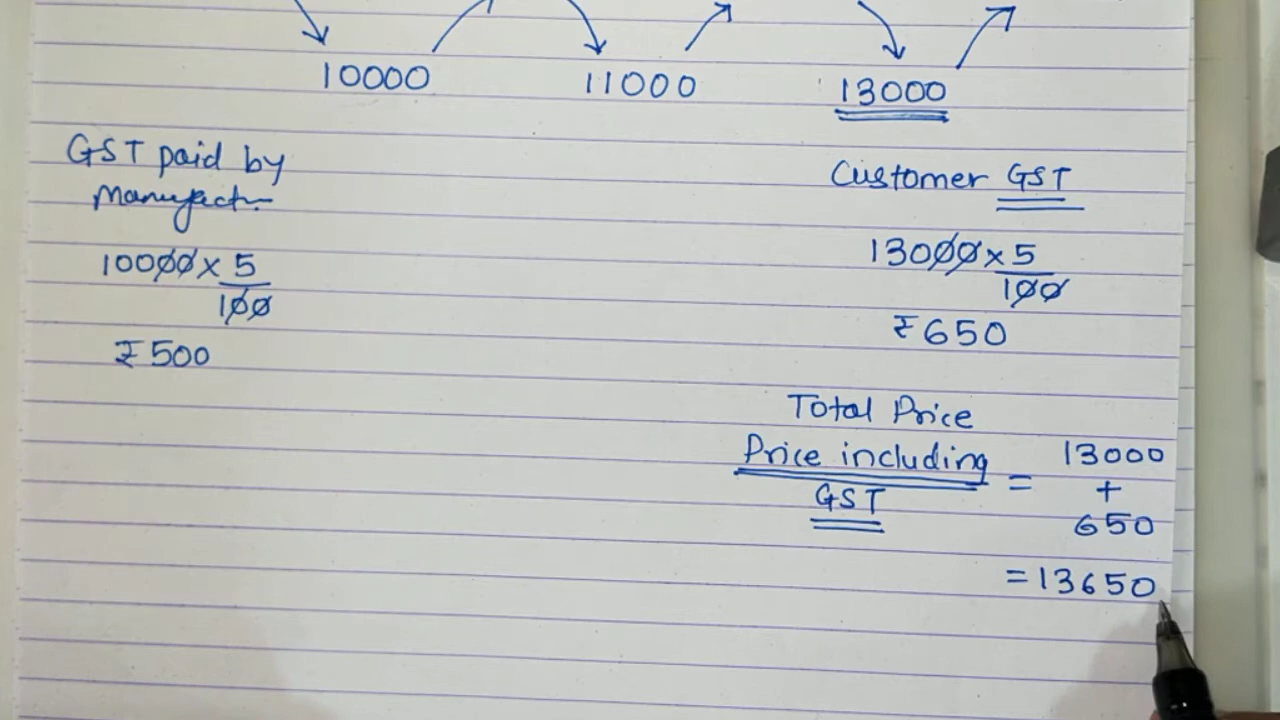 10000 11000 13000
GST paid by
Manufact.
10000 × 5
100
₹500
Customer GST
13000 × 5
100
₹650
Total Price
Price including
GST
= 13000
+
650
= 13650